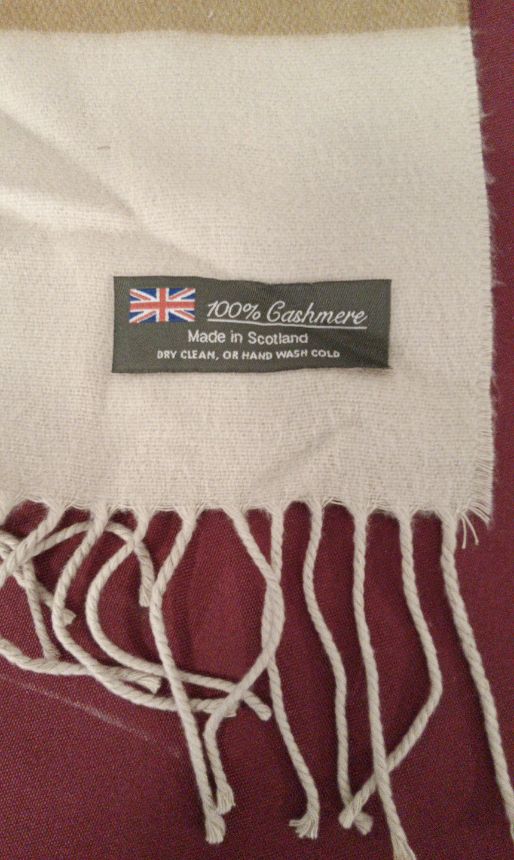 100% Cashmere
Made in Scotland
DRY CLEAN, OR HAND WASH COLD